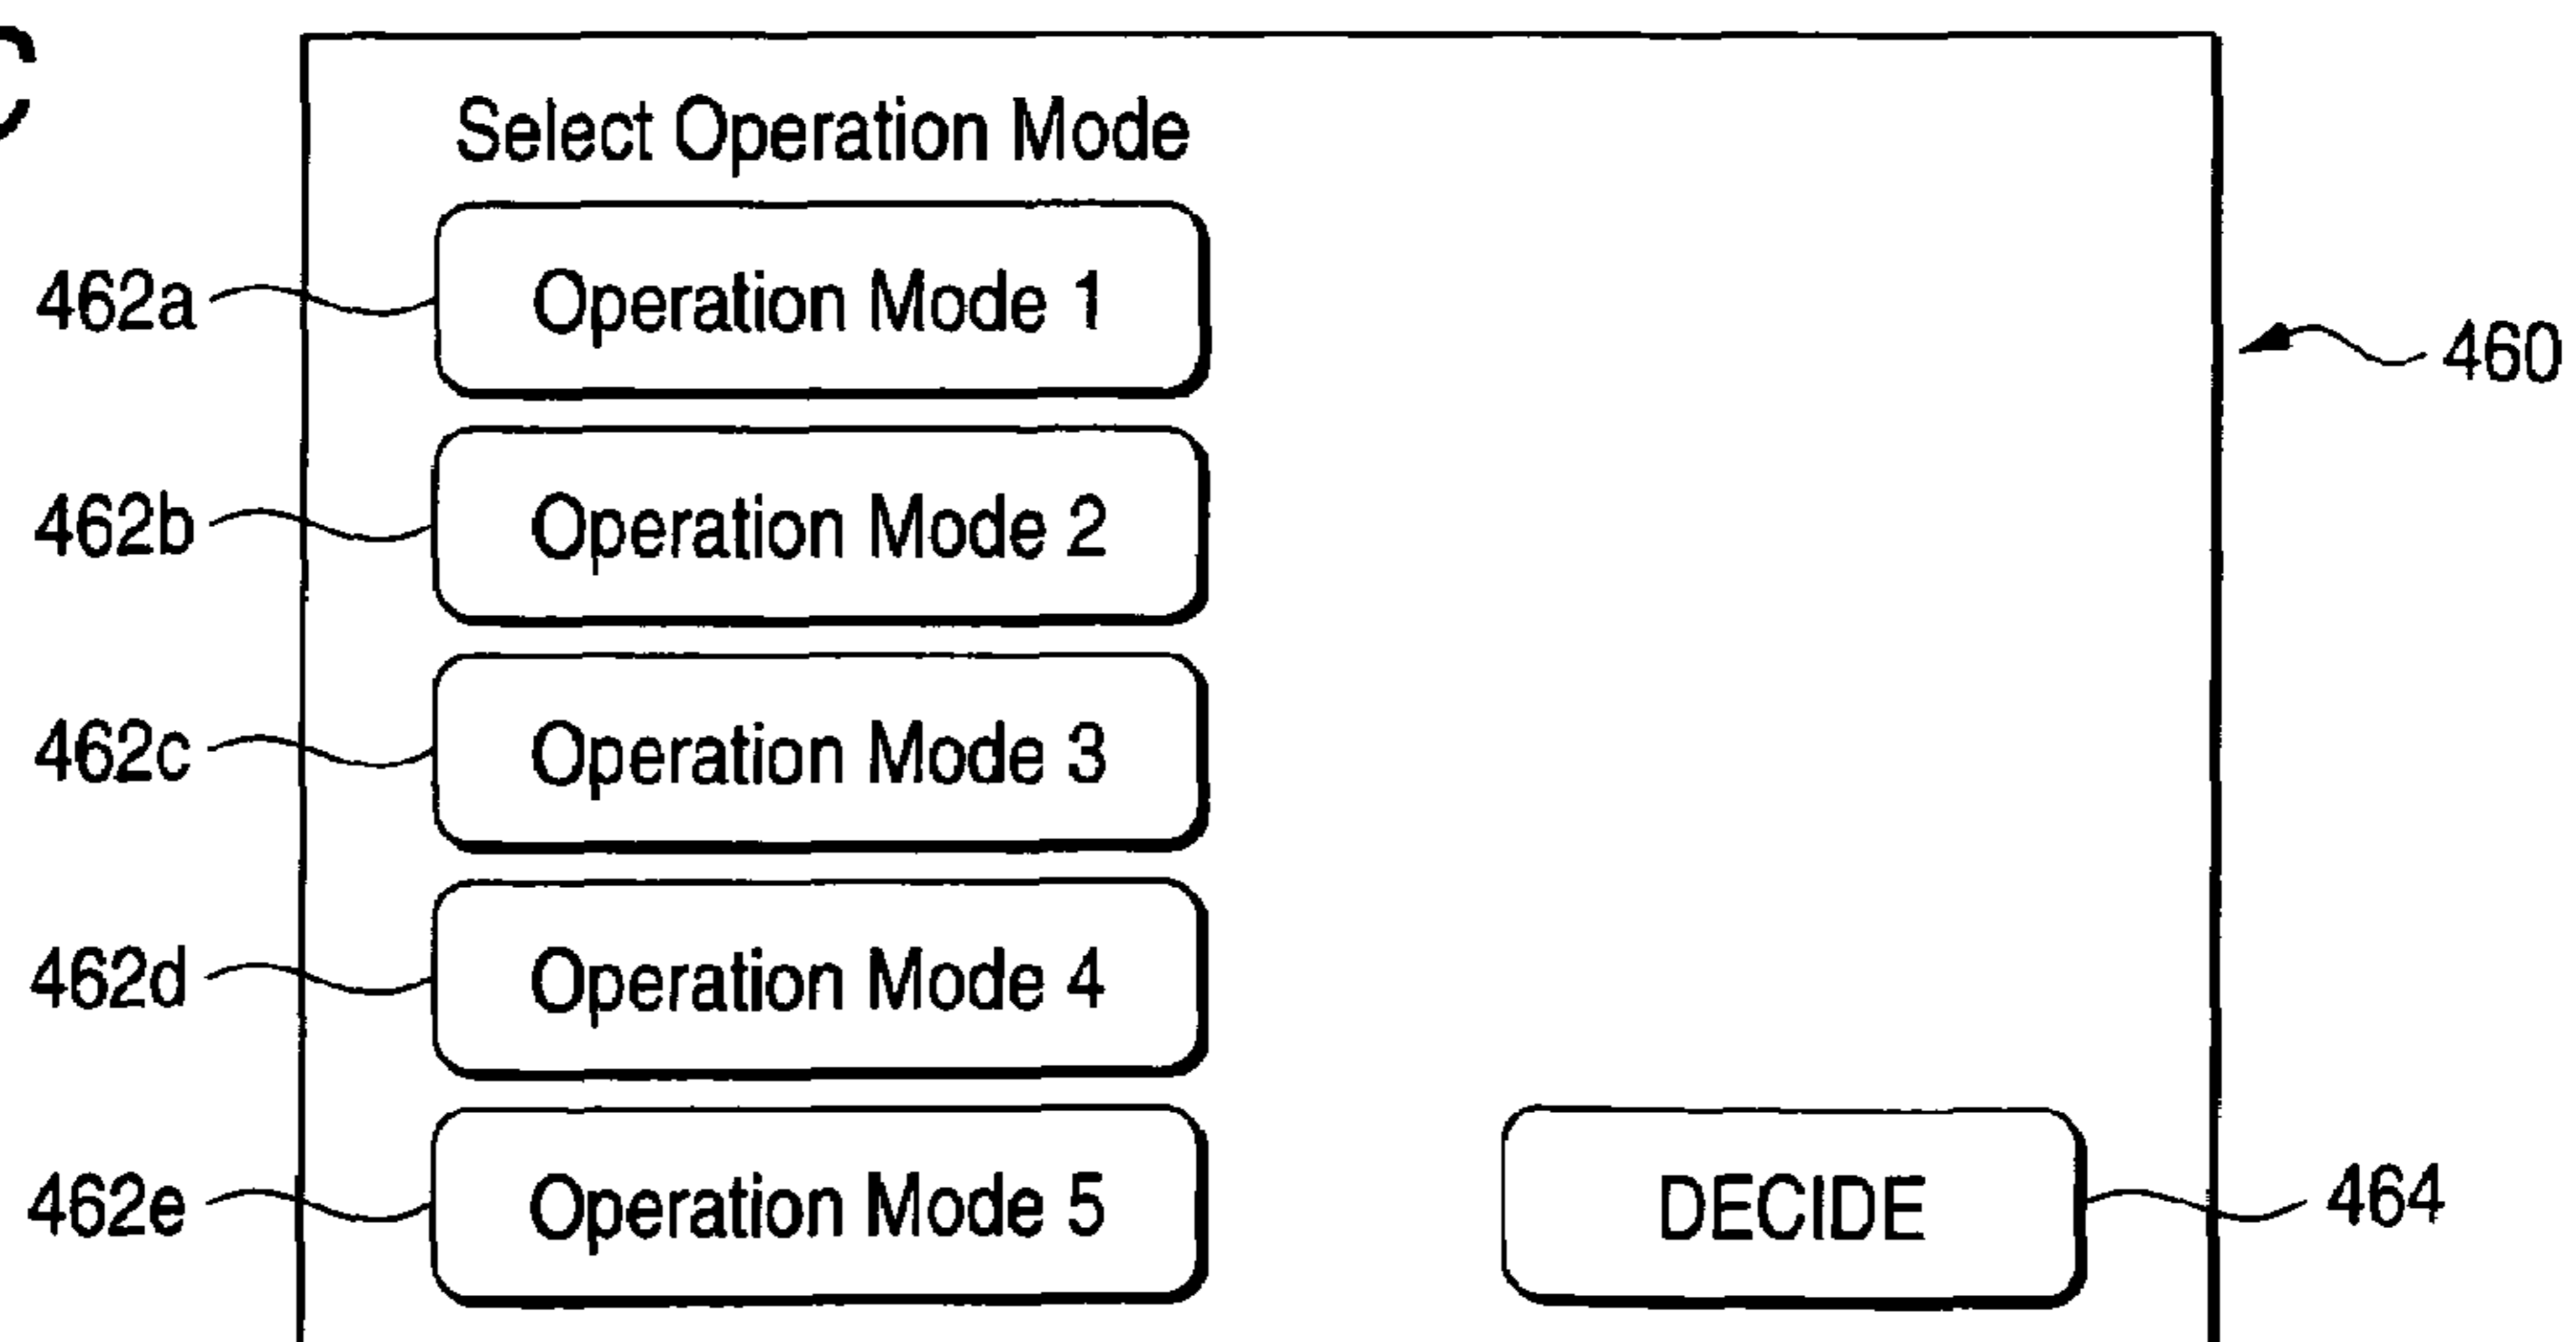 C
Select Operation Mode
462a Operation Mode 1
460
462b Operation Mode 2
462c Operation Mode 3
462d Operation Mode 4
462e Operation Mode 5 DECIDE 464